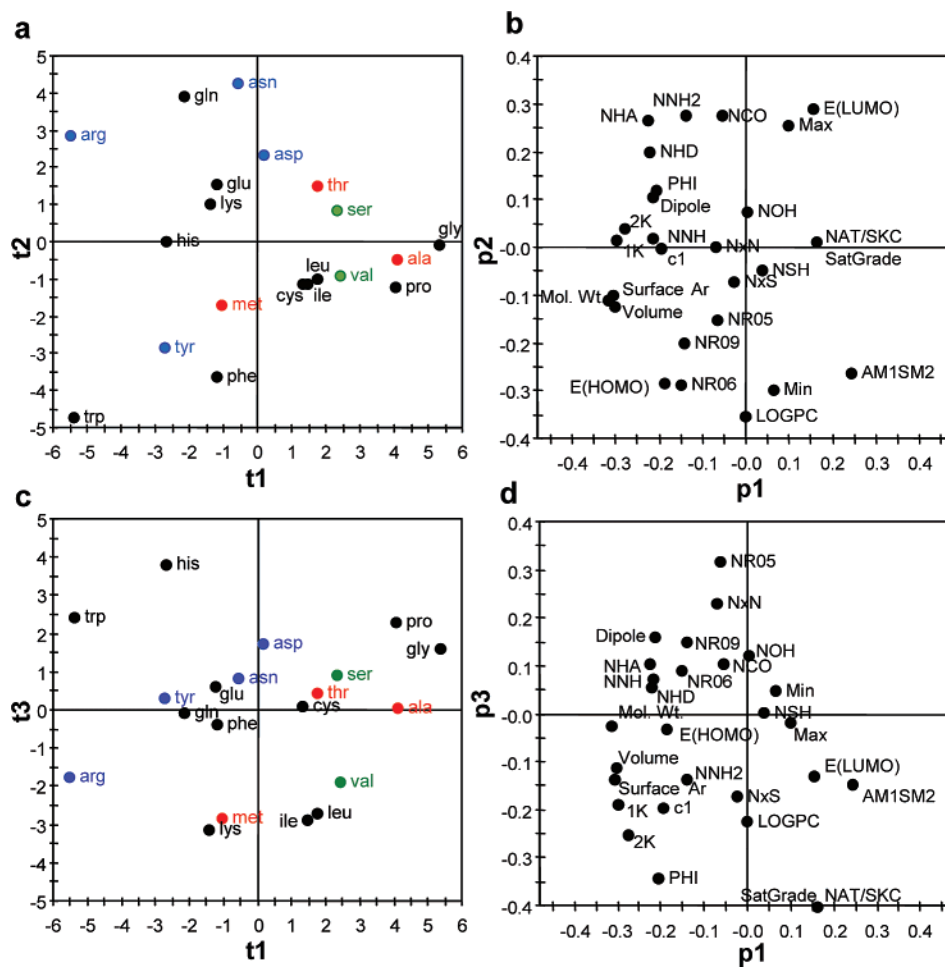 a
5
4
3
2
1
0
-1
-2
-3
-4
-5
t2
asn
gln
arg
asp
glu
thr
lys
ser
his
gly
ala
leu
val
cys ile
pro
met
tyr
phe
trp
-6 -5 -4 -3 -2 -1 0 1 2 3 4 5 6
t1
b
0.4
0.3
0.2
0.1
-0.0
-0.1
-0.2
-0.3
-0.4
p2
NNH2
E(LUMO)
NHA
NCO
Max
NHD
PHI
Dipole
NOH
2K
NNH
NAT/SKC
1K
c1
NxN
SatGrade
NSH
Surface Ar
NxS
Mol. Wt.
Volume
NR05
NR09
AM1SM2
E(HOMO)
NR06
Min
LOGPC
-0.4 -0.3 -0.2 -0.1 -0.0 0.1 0.2 0.3 0.4
p1
c
5
4
3
2
1
0
-1
-2
-3
-4
-5
t3
his
trp
pro
asp
gly
asn
ser
glu
tyr
thr
gln
cys
ala
phe
arg
val
met
leu
lys
ile
-6 -5 -4 -3 -2 -1 0 1 2 3 4 5 6
t1
d
0.4
0.3
0.2
0.1
-0.0
-0.1
-0.2
-0.3
-0.4
p3
NR05
NxN
Dipole
NR09
NOH
NHA
NCO
NNH
NR06
NHD
Min
Mol. Wt.
NSH
E(HOMO)
Max
Volume
E(LUMO)
NNH2
AM1SM2
Surface Ar
NxS
1K
c1
LOGPC
2K
PHI
SatGrade NAT/SKC
-0.4 -0.3 -0.2 -0.1 -0.0 0.1 0.2 0.3 0.4
p1